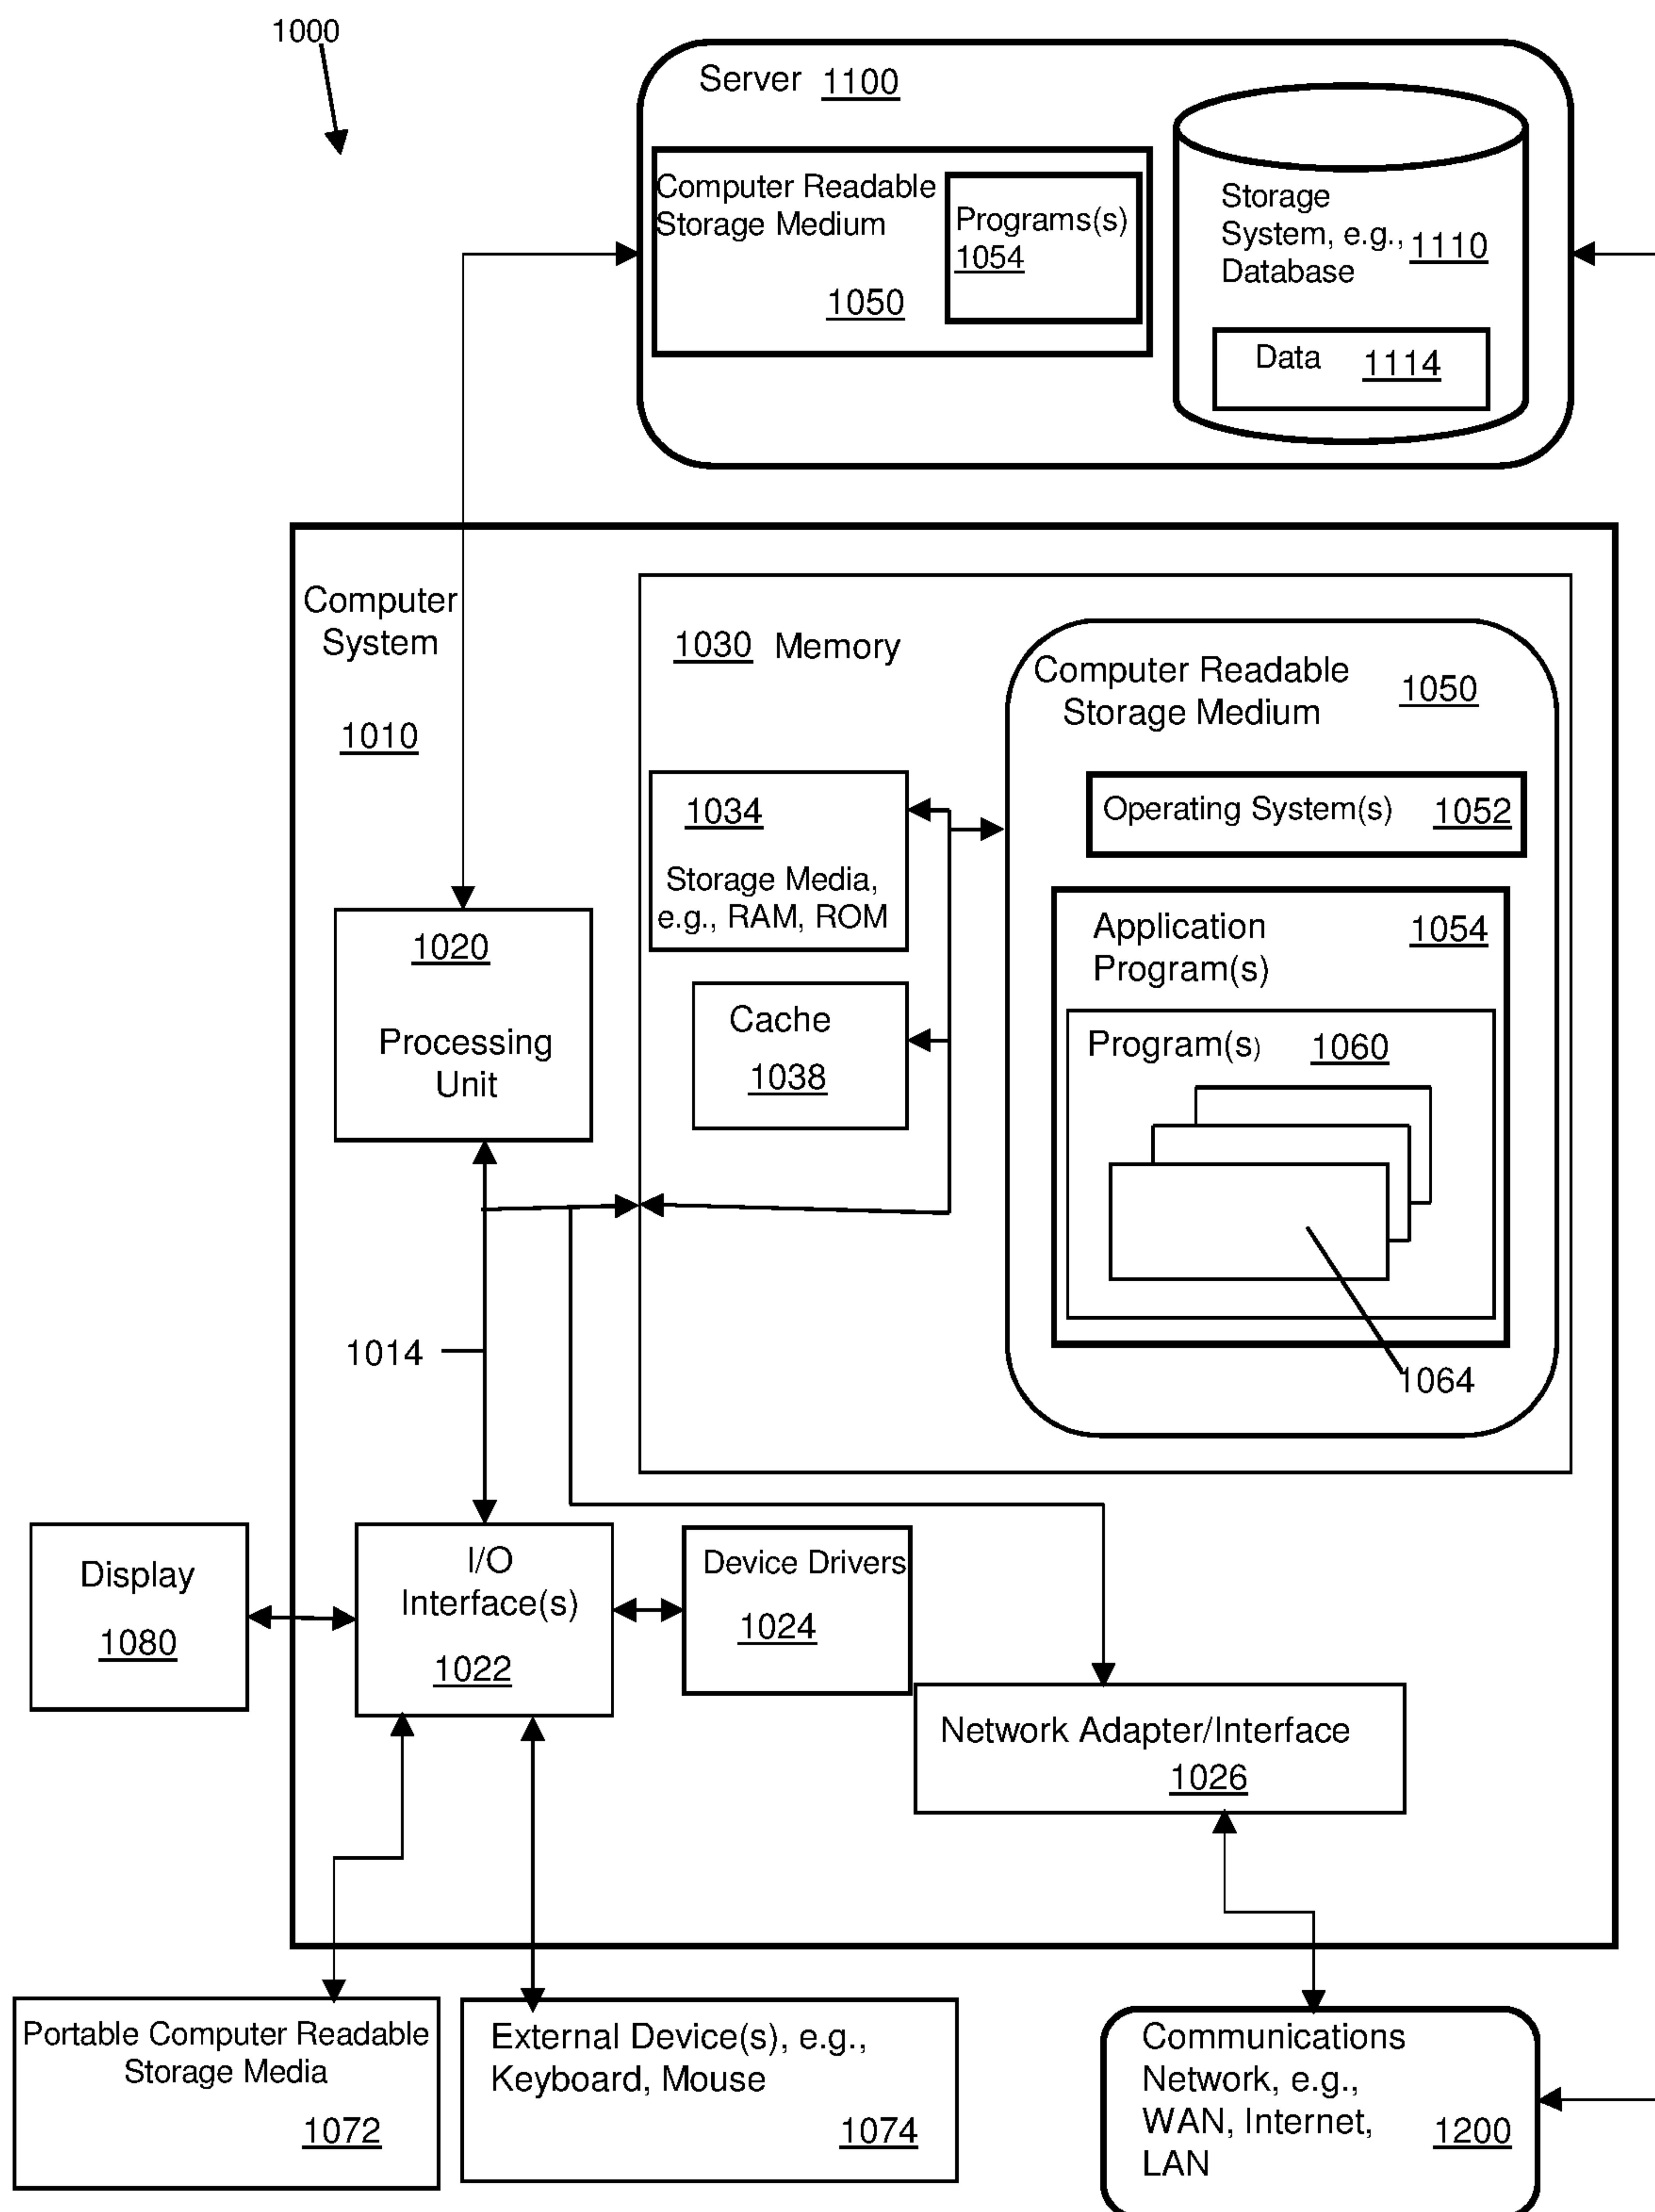 1000
Server 1100
Computer Readable
Storage Medium
1050
Programs(s)
1054
Storage
System, e.g., 1110
Database
Data 1114
Computer
System
1010
1030 Memory
Computer Readable
Storage Medium
1050
1034
Storage Media,
e.g., RAM, ROM
Operating System(s) 1052
1020
Processing
Unit
Application
Program(s)
1054
Cache
1038
Program(s) 1060
1014
1064
Display
1080
I/O
Interface(s)
1022
Device Drivers
1024
Network Adapter/Interface
1026
Portable Computer Readable
Storage Media
1072
External Device(s), e.g.,
Keyboard, Mouse
1074
Communications
Network, e.g.,
WAN, Internet,
LAN
1200